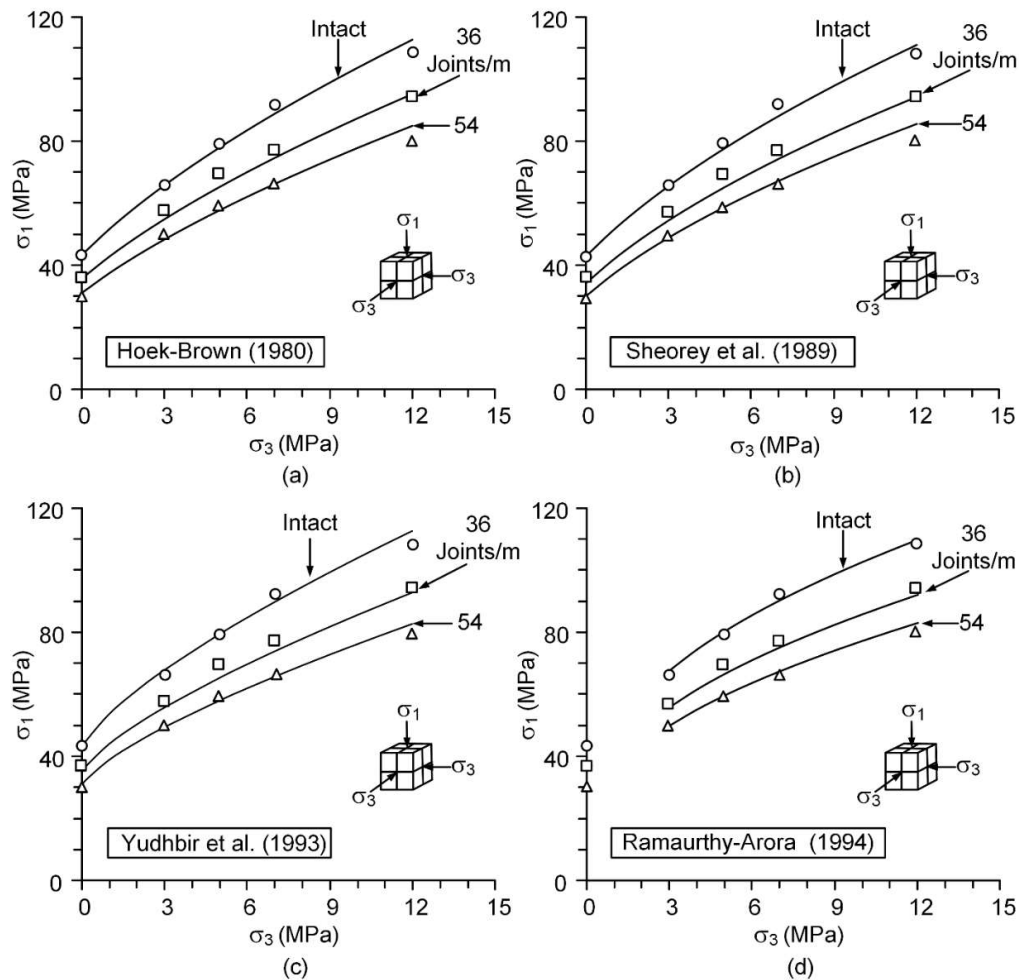 120
80
40
0
σ1 (MPa)
Intact
36
Joints/m
54
σ1
σ3
σ3
Hoek-Brown (1980)
0 3 6 9 12 15
σ3 (MPa)
(a)
120
80
40
0
σ1 (MPa)
Intact
36
Joints/m
54
σ1
σ3
σ3
Sheorey et al. (1989)
0 3 6 9 12 15
σ3 (MPa)
(b)
120
80
40
0
σ1 (MPa)
Intact
36
Joints/m
54
σ1
σ3
σ3
Yudhbir et al. (1993)
0 3 6 9 12 15
σ3 (MPa)
(c)
120
80
40
0
σ1 (MPa)
Intact
36
Joints/m
54
σ1
σ3
σ3
Ramaurthy-Arora (1994)
0 3 6 9 12 15
σ3 (MPa)
(d)